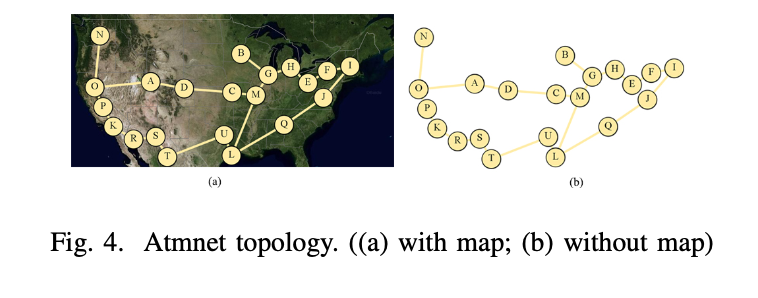 N
B
H
F
I
G
E
O
A
D
C
M
J
P
K
R
S
T
U
L
Q
N
B
H
F
I
G
E
O
A
D
C
M
J
P
K
R
S
T
U
L
Q
(a)
(b)
Fig. 4. Atmnet topology. ((a) with map; (b) without map)